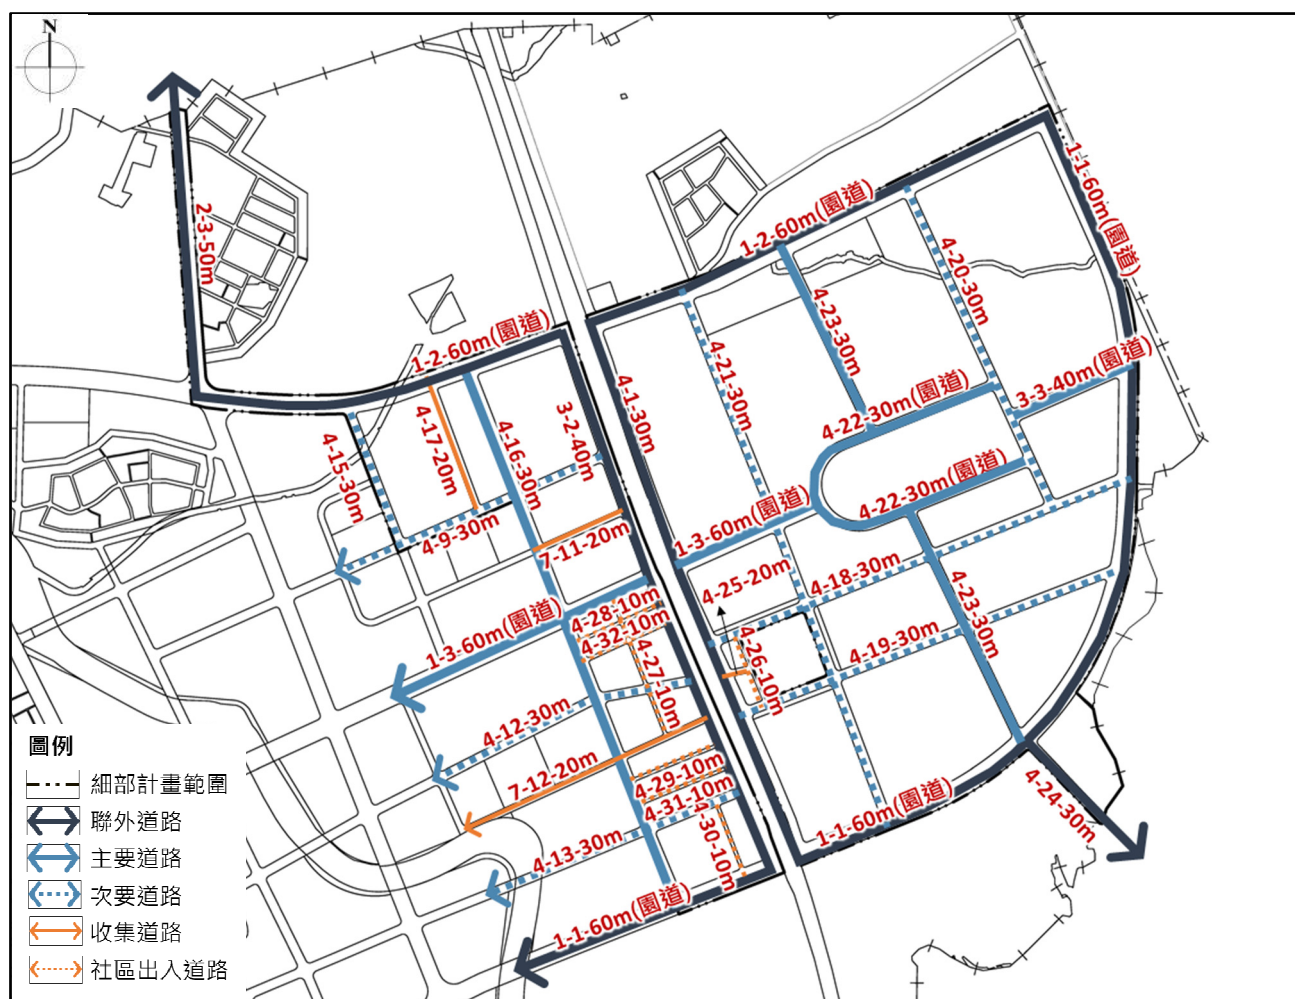 N
1-1-60m(園道)
1-2-60m(園道)
2-3-50m
4-20-30m
4-23-30m
1-2-60m(園道)
4-21-30m
3-3-40m(園道)
4-1-30m
4-22-30m(園道)
3-2-40m
4-17-20m
4-16-30m
4-15-30m
4-22-30m(園道)
4-9-30m
1-3-60m(園道)
7-11-20m
4-25-20m
4-18-30m
4-28-10m
4-32-10m
1-3-60m(園道)
4-23-30m
4-19-30m
4-26-10m
4-27-10m
4-12-30m
7-12-20m
4-29-10m
4-31-10m
4-30-10m
4-24-30m
1-1-60m(園道)
4-13-30m
1-1-60m(園道)
圖例
細部計畫範圍
聯外道路
主要道路
次要道路
收集道路
社區出入道路